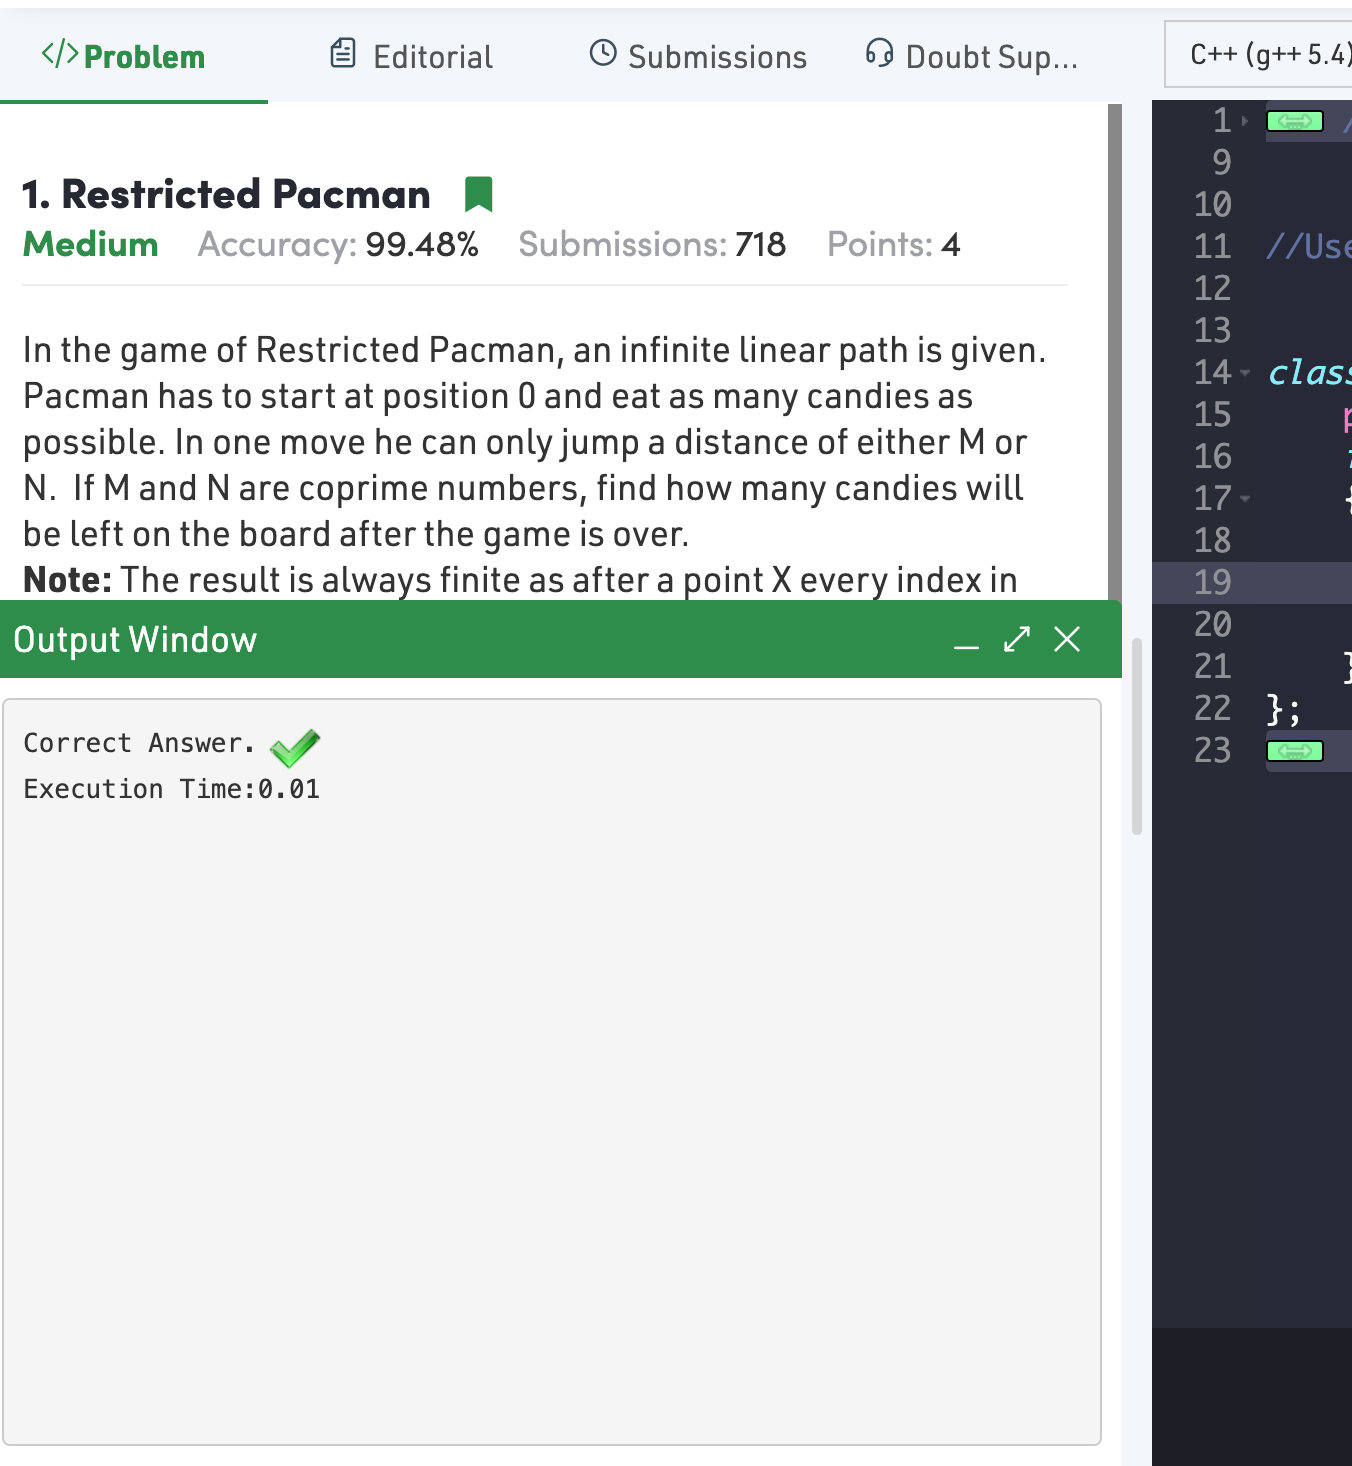 </>Problem
Editorial
Submissions
Doubt Sup...
C++ (g++ 5.4)
1. Restricted Pacman
Medium Accuracy: 99.48% Submissions: 718 Points: 4
In the game of Restricted Pacman, an infinite linear path is given.
Pacman has to start at position 0 and eat as many candies as
possible. In one move he can only jump a distance of either M or
N.  If M and N are coprime numbers, find how many candies will
be left on the board after the game is over.
Note: The result is always finite as after a point X every index in
Output Window
Correct Answer.
Execution Time:0.01
1 /
9
10
11 //Use
12
13
14 class
15 p
16
17 {
18
19
20
21 }
22 };
23